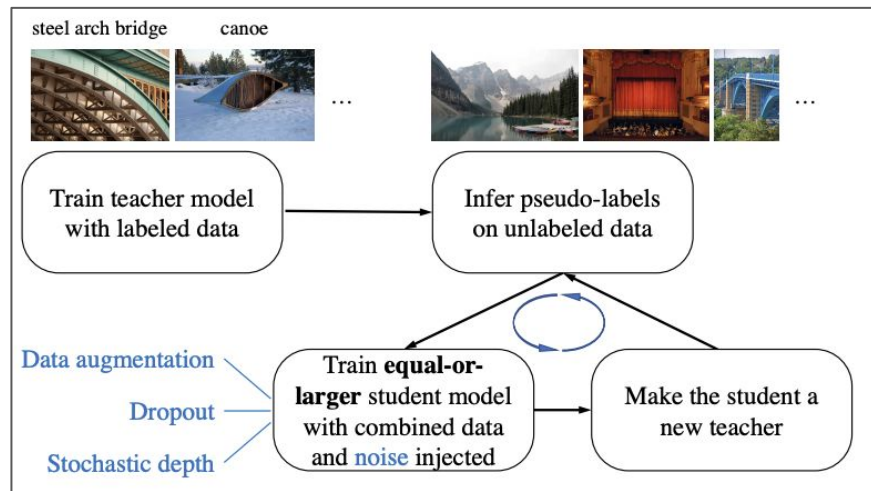 steel arch bridge
canoe
...
...
Train teacher model
with labeled data
Infer pseudo-labels
on unlabeled data
Data augmentation
Dropout
Stochastic depth
Train equal-or-
larger student model
with combined data
and noise injected
Make the student a
new teacher